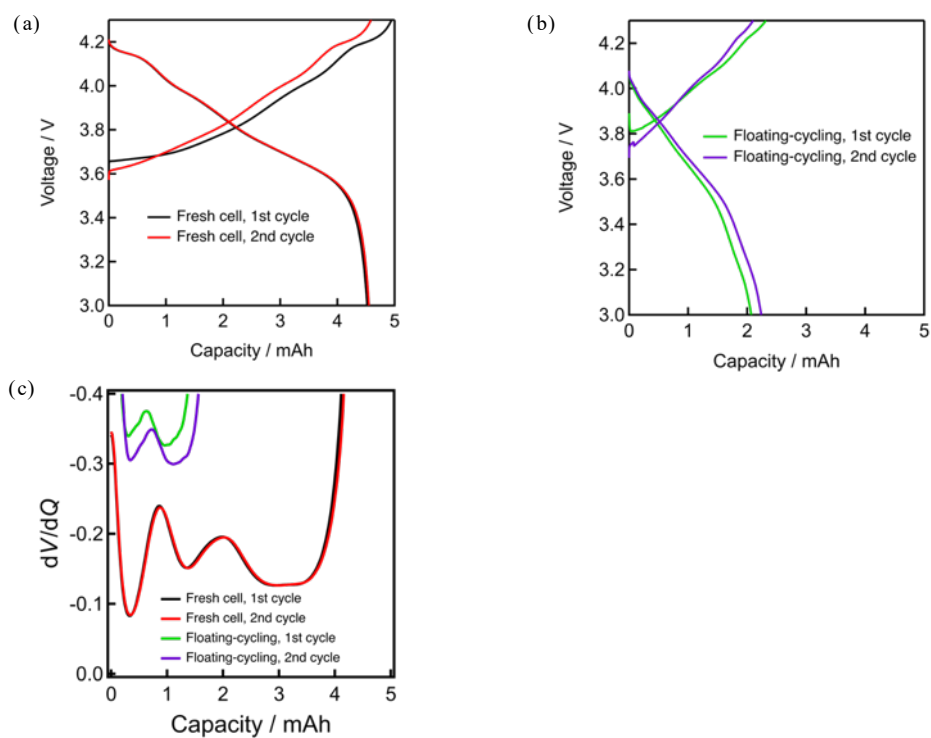 (a)
4.2
4.0
3.8
3.6
3.4
3.2
3.0
Voltage / V
Fresh cell, 1st cycle
Fresh cell, 2nd cycle
0 1 2 3 4 5
Capacity / mAh
(b)
4.2
4.0
3.8
3.6
3.4
3.2
3.0
Voltage / V
Floating-cycling, 1st cycle
Floating-cycling, 2nd cycle
0 1 2 3 4 5
Capacity / mAh
(c)
-0.4
-0.3
-0.2
-0.1
0.0
dV/dQ
Fresh cell, 1st cycle
Fresh cell, 2nd cycle
Floating-cycling, 1st cycle
Floating-cycling, 2nd cycle
0 1 2 3 4 5
Capacity / mAh